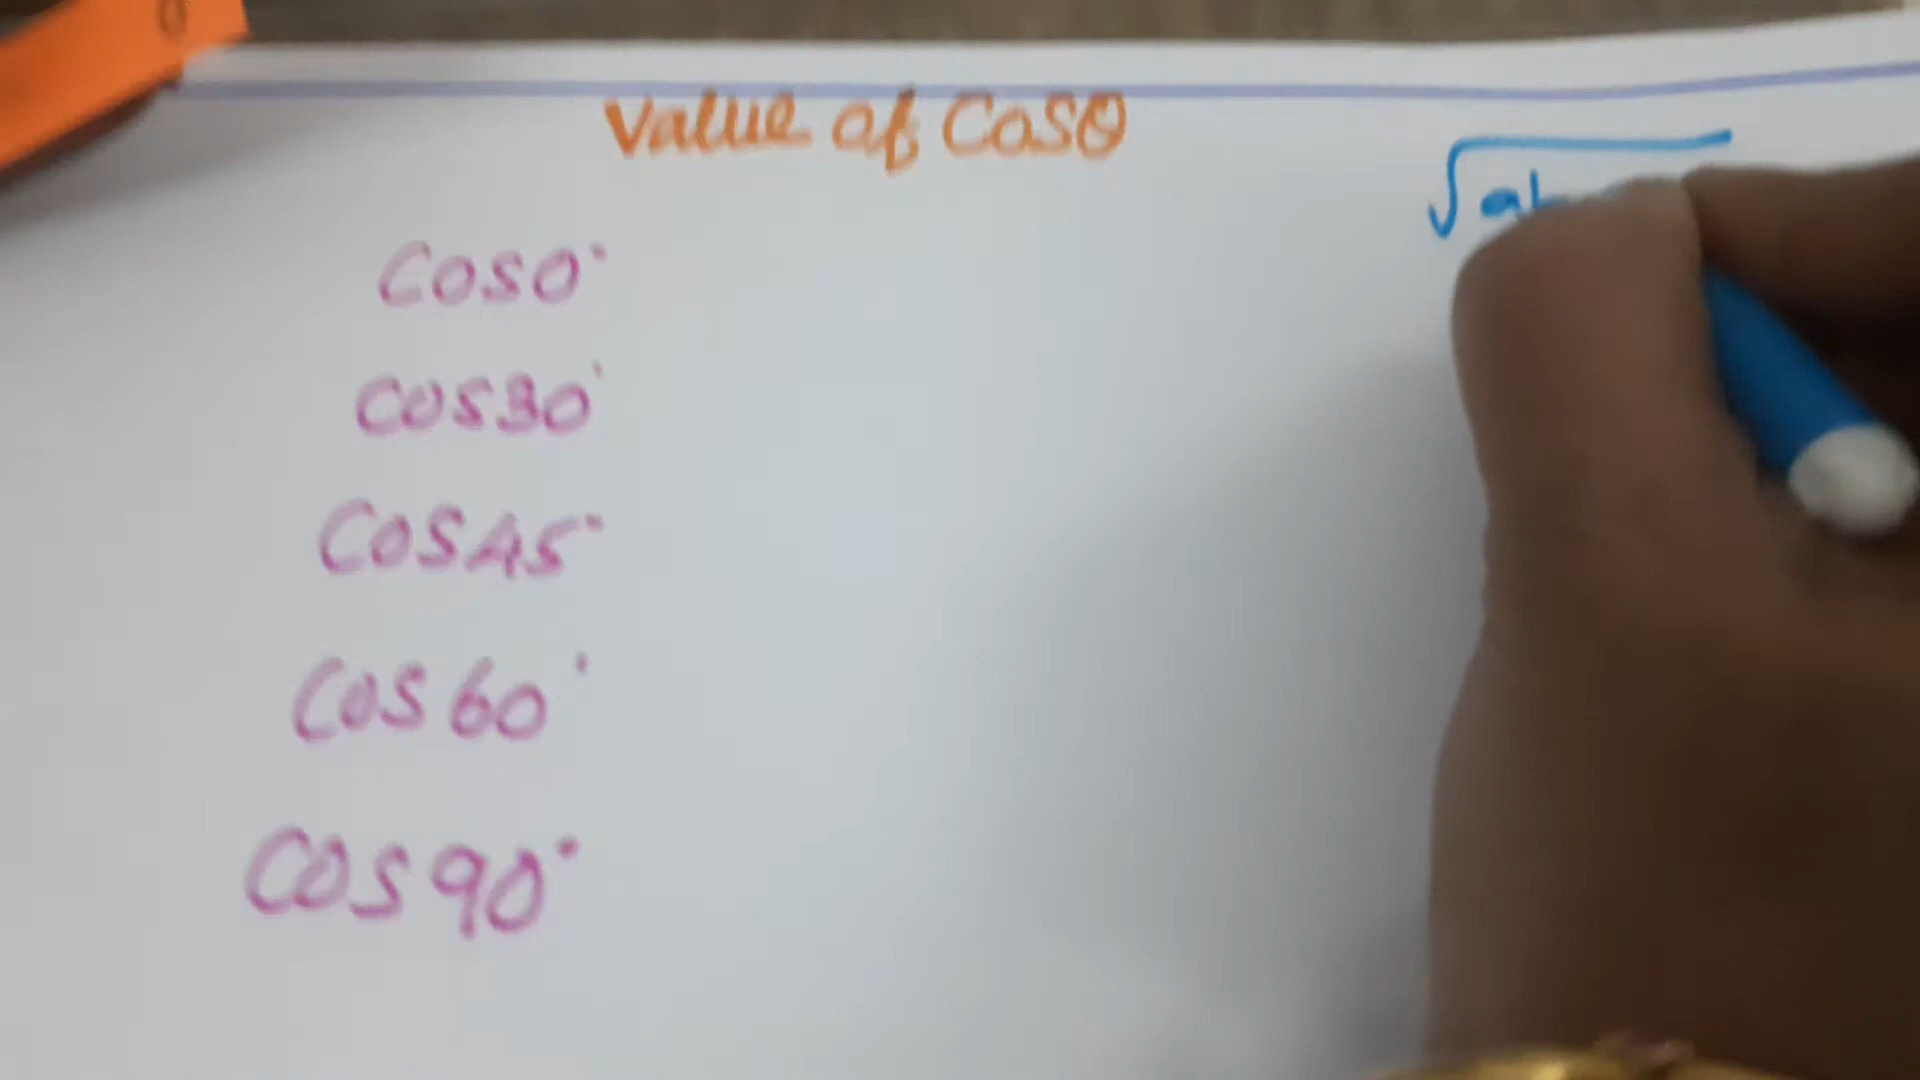 Value of Cosθ
Cos0°
Cos30°
Cos45°
Cos60°
Cos90°